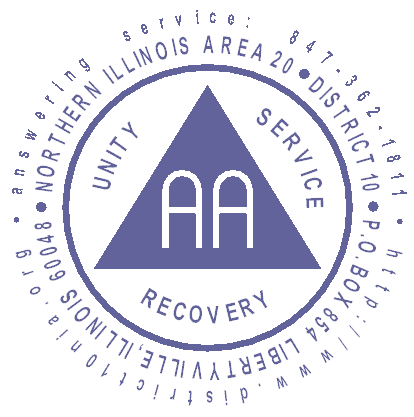 answering service: 847-362-1811 • http://www.district10nia.org •
NORTHERN ILLINOIS AREA 20 • DISTRICT 10 • P.O. BOX 854 LIBERTYVILLE, ILLINOIS 60048 •
UNITY
SERVICE
AA
RECOVERY